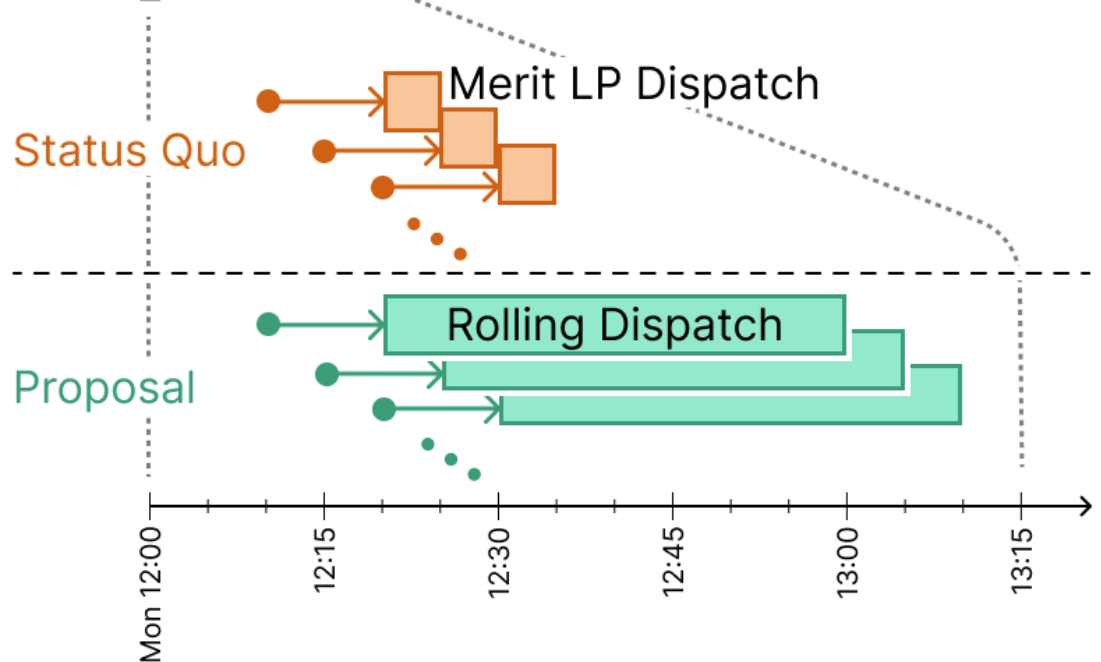 Merit LP Dispatch
Status Quo
Rolling Dispatch
Proposal
Mon 12:00
12:15
12:30
12:45
13:00
13:15